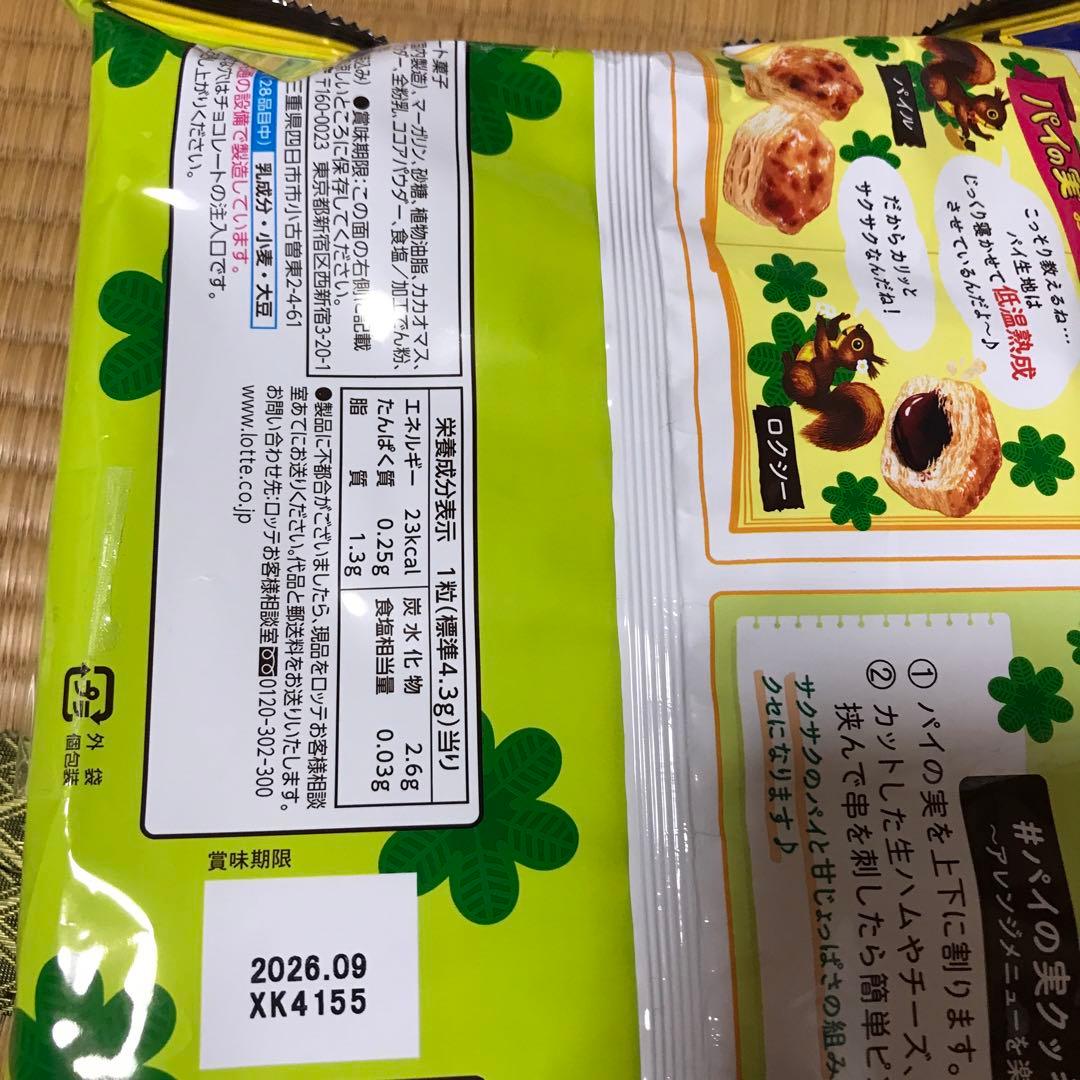 ート菓子
内製造)、マーガリン、砂糖、植物油脂、カカオマス、
ダー、全粉乳、ココアパウダー、食塩／加工でん粉、
込み) ●賞味期限:この面の右側に記載
涼しいところに保存してください。
〒160-0023 東京都新宿区西新宿3-20-1
三重県四日市市小古曽東2-4-61
(28品目中) 乳成分・小麦・大豆
の設備で製造しています。
穴はチョコレートの注入口です。
し上がりください。
栄養成分表示 1粒(標準4.3g)当り
エネルギー 23kcal 炭水化物 2.6g
たんぱく質 0.25g 食塩相当量 0.03g
脂質 1.3g
●製品に不都合がございましたら、現品をロッテお客様相談
室あてにお送りください。代品と郵送料をお送りいたします。
お問い合わせ先:ロッテお客様相談室 0120-302-300
www.lotte.co.jp
外袋
個包装
賞味期限
2026.09
XK4155
パイの実
パイル
こっそり教えるね…
パイ生地は
じっくり寝かせて低温熟成
させているんだよ～♪
だからカリッと
サクサクなんだね!
ロクシー
#パイの実クッ
～アレンジメニューを楽
① パイの実を上下に割ります。
② カットした生ハムやチーズ、
挟んで串を刺したら簡単ピ
サクサクのパイと甘じょっぱさの組み
クセになります♪